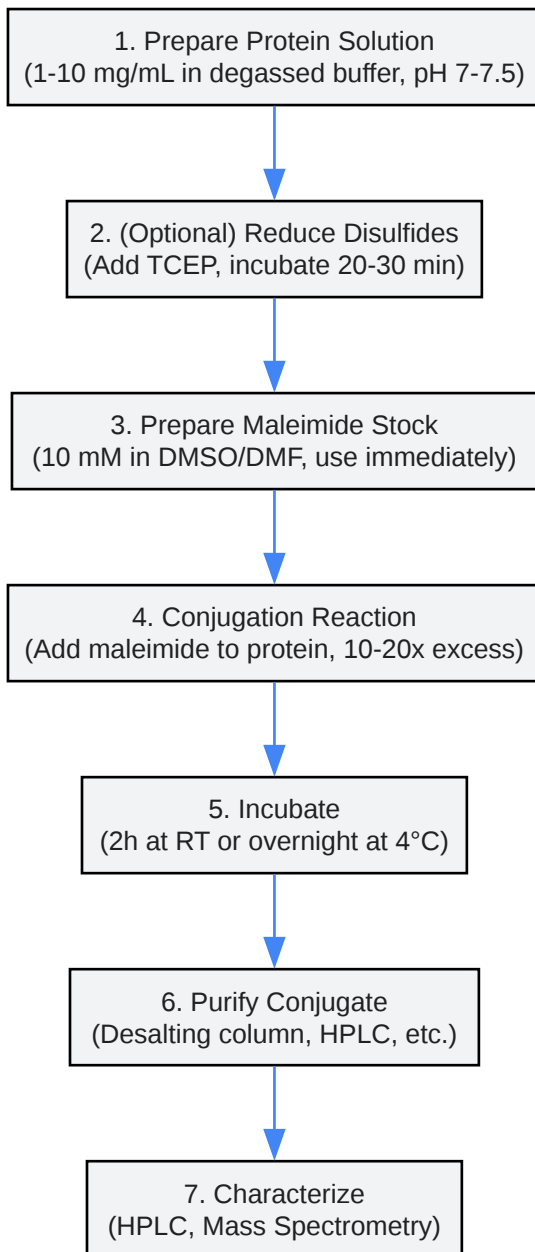 1. Prepare Protein Solution
(1-10 mg/mL in degassed buffer, pH 7-7.5)
2. (Optional) Reduce Disulfides
(Add TCEP, incubate 20-30 min)
3. Prepare Maleimide Stock
(10 mM in DMSO/DMF, use immediately)
4. Conjugation Reaction
(Add maleimide to protein, 10-20x excess)
5. Incubate
(2h at RT or overnight at 4°C)
6. Purify Conjugate
(Desalting column, HPLC, etc.)
7. Characterize
(HPLC, Mass Spectrometry)